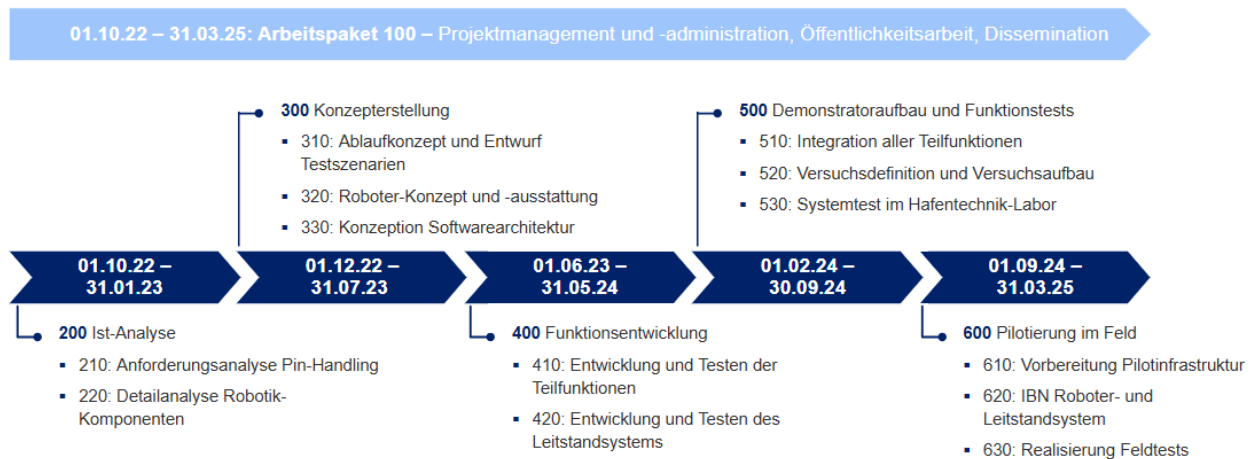 01.10.22 – 31.03.25: Arbeitspaket 100 – Projektmanagement und -administration, Öffentlichkeitsarbeit, Dissemination
300 Konzepterstellung
▪ 310: Ablaufkonzept und Entwurf
Testszenarien
▪ 320: Roboter-Konzept und -ausstattung
▪ 330: Konzeption Softwarearchitektur
500 Demonstratoraufbau und Funktionstests
▪ 510: Integration aller Teilfunktionen
▪ 520: Versuchsdefinition und Versuchsaufbau
▪ 530: Systemtest im Hafentechnik-Labor
01.10.22 –
31.01.23
01.12.22 –
31.07.23
01.06.23 –
31.05.24
01.02.24 –
30.09.24
01.09.24 –
31.03.25
200 Ist-Analyse
▪ 210: Anforderungsanalyse Pin-Handling
▪ 220: Detailanalyse Robotik-
Komponenten
400 Funktionsentwicklung
▪ 410: Entwicklung und Testen der
Teilfunktionen
▪ 420: Entwicklung und Testen des
Leitstandsystems
600 Pilotierung im Feld
▪ 610: Vorbereitung Pilotinfrastruktur
▪ 620: IBN Roboter- und
Leitstandsystem
▪ 630: Realisierung Feldtests